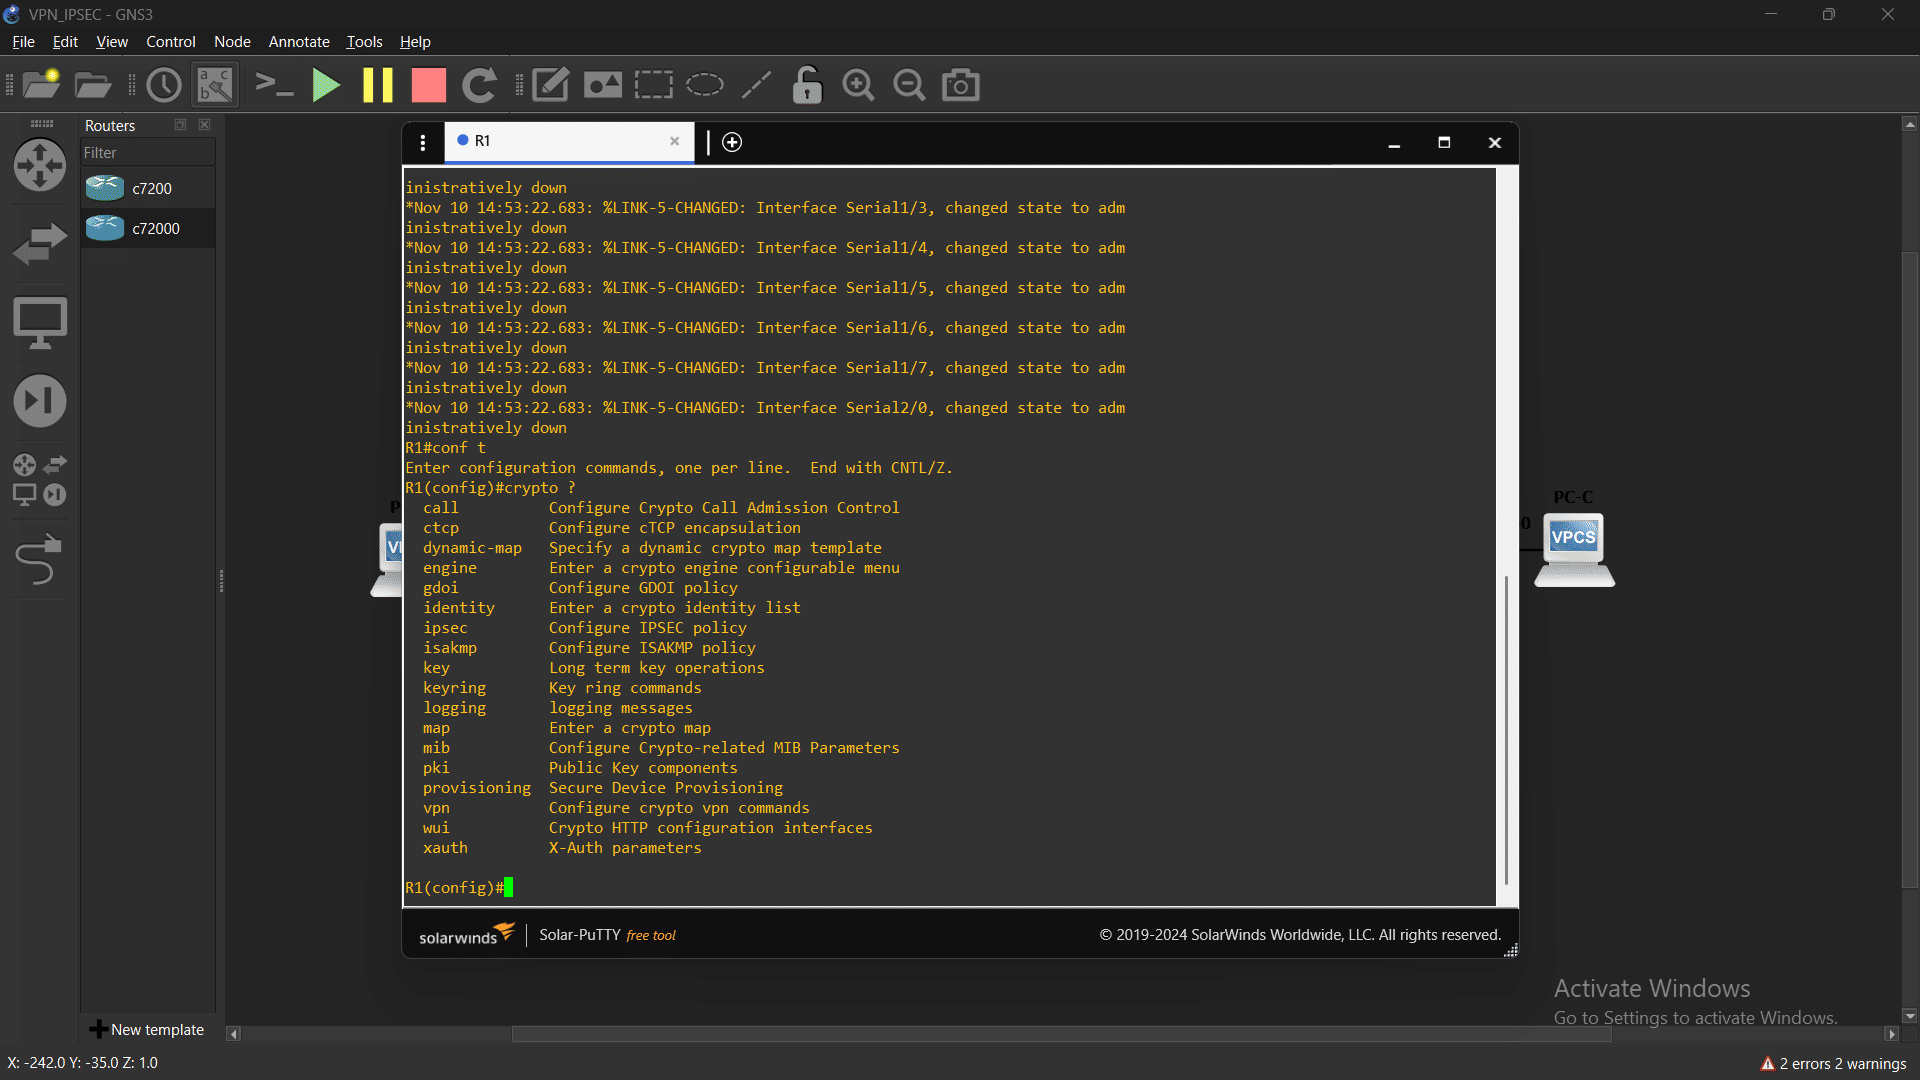 VPN_IPSEC - GNS3
File Edit View Control Node Annotate Tools Help
a c
b
Routers
Filter
c7200
c72000
New template
R1
inistratively down
*Nov 10 14:53:22.683: %LINK-5-CHANGED: Interface Serial1/3, changed state to adm
inistratively down
*Nov 10 14:53:22.683: %LINK-5-CHANGED: Interface Serial1/4, changed state to adm
inistratively down
*Nov 10 14:53:22.683: %LINK-5-CHANGED: Interface Serial1/5, changed state to adm
inistratively down
*Nov 10 14:53:22.683: %LINK-5-CHANGED: Interface Serial1/6, changed state to adm
inistratively down
*Nov 10 14:53:22.683: %LINK-5-CHANGED: Interface Serial1/7, changed state to adm
inistratively down
*Nov 10 14:53:22.683: %LINK-5-CHANGED: Interface Serial2/0, changed state to adm
inistratively down
R1#conf t
Enter configuration commands, one per line.  End with CNTL/Z.
R1(config)#crypto ?
call Configure Crypto Call Admission Control
ctcp Configure cTCP encapsulation
dynamic-map Specify a dynamic crypto map template
engine Enter a crypto engine configurable menu
gdoi Configure GDOI policy
identity Enter a crypto identity list
ipsec Configure IPSEC policy
isakmp Configure ISAKMP policy
key Long term key operations
keyring Key ring commands
logging logging messages
map Enter a crypto map
mib Configure Crypto-related MIB Parameters
pki Public Key components
provisioning Secure Device Provisioning
vpn Configure crypto vpn commands
wui Crypto HTTP configuration interfaces
xauth X-Auth parameters
R1(config)#
solarwinds Solar-PuTTY free tool
© 2019-2024 SolarWinds Worldwide, LLC. All rights reserved.
PC-C
VPCS
Activate Windows
Go to Settings to activate Windows.
X: -242.0 Y: -35.0 Z: 1.0
2 errors 2 warnings